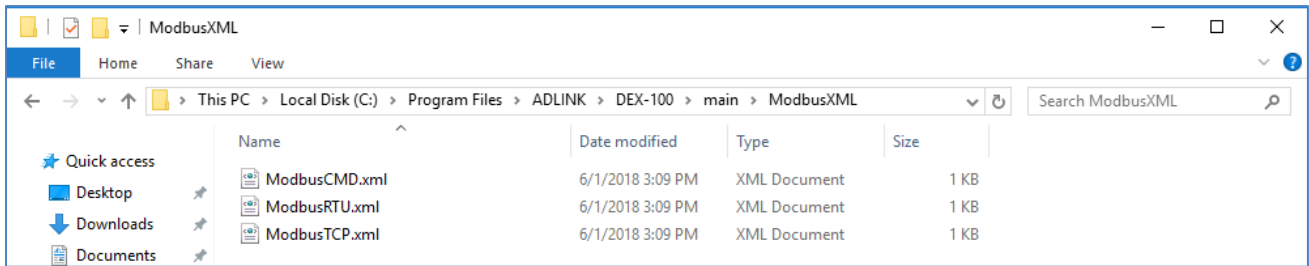 ModbusXML
File Home Share View
This PC > Local Disk (C:) > Program Files > ADLINK > DEX-100 > main > ModbusXML Search ModbusXML
Name Date modified Type Size
Quick access
Desktop
Downloads
Documents
ModbusCMD.xml 6/1/2018 3:09 PM XML Document 1 KB
ModbusRTU.xml 6/1/2018 3:09 PM XML Document 1 KB
ModbusTCP.xml 6/1/2018 3:09 PM XML Document 1 KB